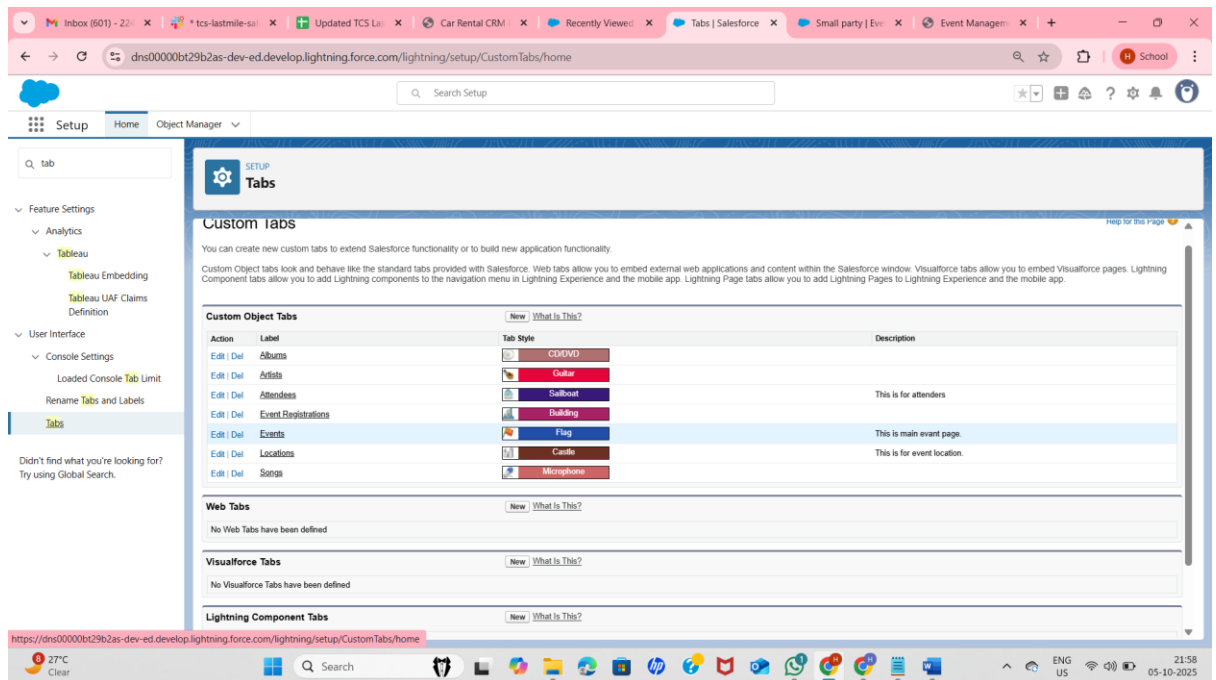 Inbox (601) - 224
* tcs-lastmile-sal
Updated TCS Las
Car Rental CRM
Recently Viewed
Tabs | Salesforce
Small party | Eve
Event Managem
dns00000bt29b2as-dev-ed.develop.lightning.force.com/lightning/setup/CustomTabs/home
H School
Search Setup
Setup Home Object Manager
tab
SETUP
Tabs
Feature Settings
Analytics
Tableau
Tableau Embedding
Tableau UAF Claims
Definition
User Interface
Console Settings
Loaded Console Tab Limit
Rename Tabs and Labels
Tabs
Didn't find what you're looking for?
Try using Global Search.
Custom Tabs
Help for this Page
You can create new custom tabs to extend Salesforce functionality or to build new application functionality.
Custom Object tabs look and behave like the standard tabs provided with Salesforce. Web tabs allow you to embed external web applications and content within the Salesforce window. Visualforce tabs allow you to embed Visualforce pages. Lightning
Component tabs allow you to add Lightning components to the navigation menu in Lightning Experience and the mobile app. Lightning Page tabs allow you to add Lightning Pages to Lightning Experience and the mobile app.
Custom Object Tabs New What Is This?
Action Label Tab Style Description
Edit | Del Albums CD/DVD
Edit | Del Artists Guitar
Edit | Del Attendees Sailboat This is for attenders
Edit | Del Event Registrations Building
Edit | Del Events Flag This is main evant page.
Edit | Del Locations Castle This is for event location.
Edit | Del Songs Microphone
Web Tabs New What Is This?
No Web Tabs have been defined
Visualforce Tabs New What Is This?
No Visualforce Tabs have been defined
Lightning Component Tabs New What Is This?
https://dns00000bt29b2as-dev-ed.develop.lightning.force.com/lightning/setup/CustomTabs/home
8
27°C
Clear
Search
ENG
US
21:58
05-10-2025